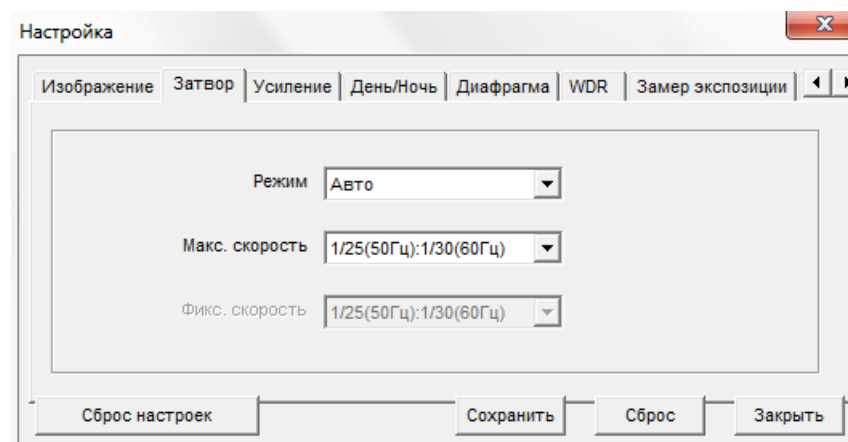 Настройка
Изображение Затвор Усиление День/Ночь Диафрагма WDR Замер экспозиции
Режим Авто
Макс. скорость 1/25(50Гц):1/30(60Гц)
Фикс. скорость 1/25(50Гц):1/30(60Гц)
Сброс настроек Сохранить Сброс Закрыть